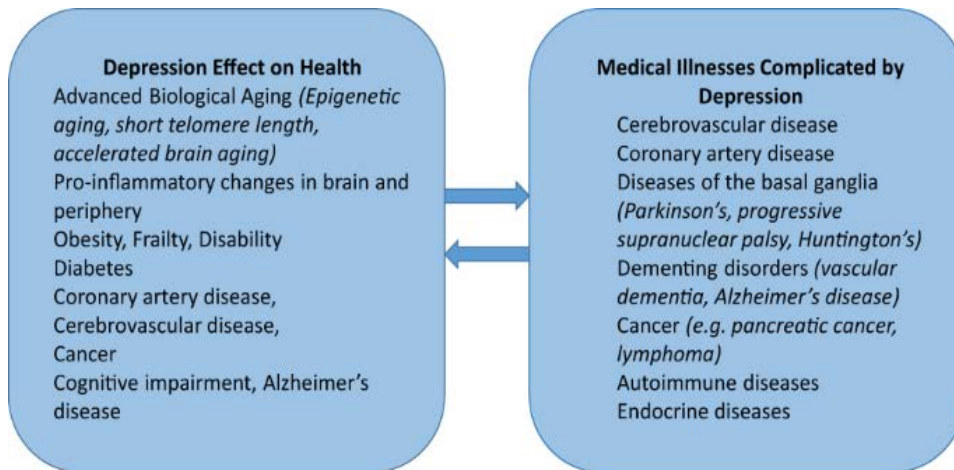 Depression Effect on Health
Advanced Biological Aging (Epigenetic
aging, short telomere length,
accelerated brain aging)
Pro-inflammatory changes in brain and
periphery
Obesity, Frailty, Disability
Diabetes
Coronary artery disease,
Cerebrovascular disease,
Cancer
Cognitive impairment, Alzheimer’s
disease
Medical Illnesses Complicated by
Depression
Cerebrovascular disease
Coronary artery disease
Diseases of the basal ganglia
(Parkinson’s, progressive
supranuclear palsy, Huntington’s)
Dementing disorders (vascular
dementia, Alzheimer’s disease)
Cancer (e.g. pancreatic cancer,
lymphoma)
Autoimmune diseases
Endocrine diseases